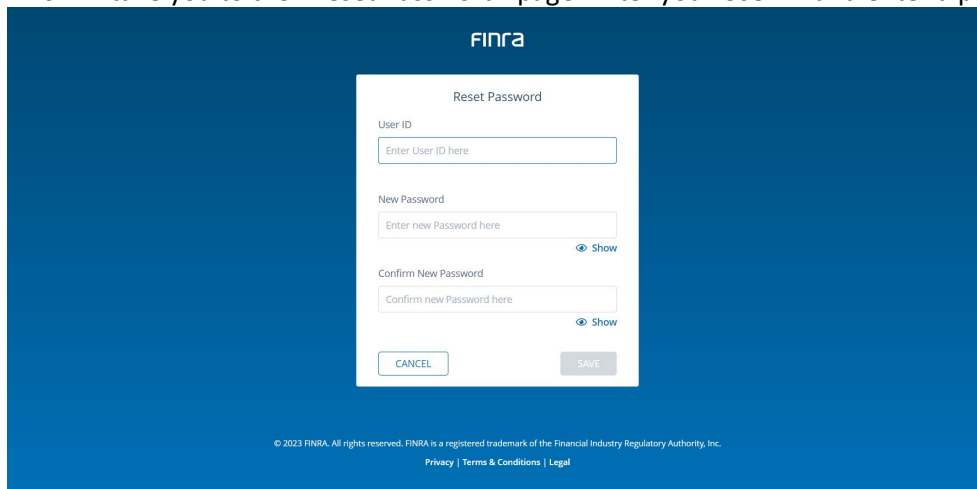 FINRA
Reset Password
User ID
Enter User ID here
New Password
Enter new Password here
Show
Confirm New Password
Confirm new Password here
Show
CANCEL
SAVE
© 2023 FINRA. All rights reserved. FINRA is a registered trademark of the Financial Industry Regulatory Authority, Inc.
Privacy | Terms & Conditions | Legal